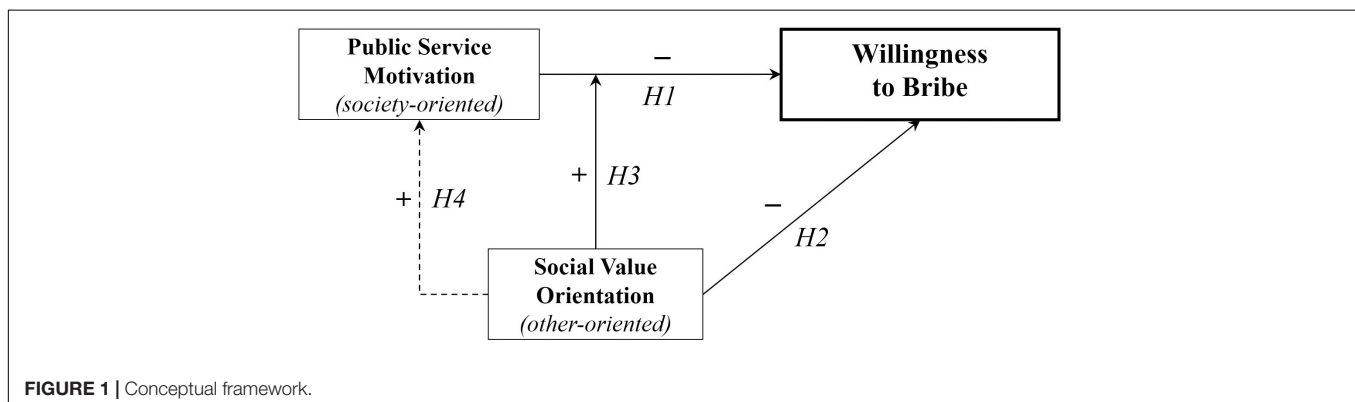 Public Service
Motivation
(society-oriented)
−
H1
Willingness
to Bribe
+
H4
+
H3
−
H2
Social Value
Orientation
(other-oriented)
FIGURE 1 | Conceptual framework.